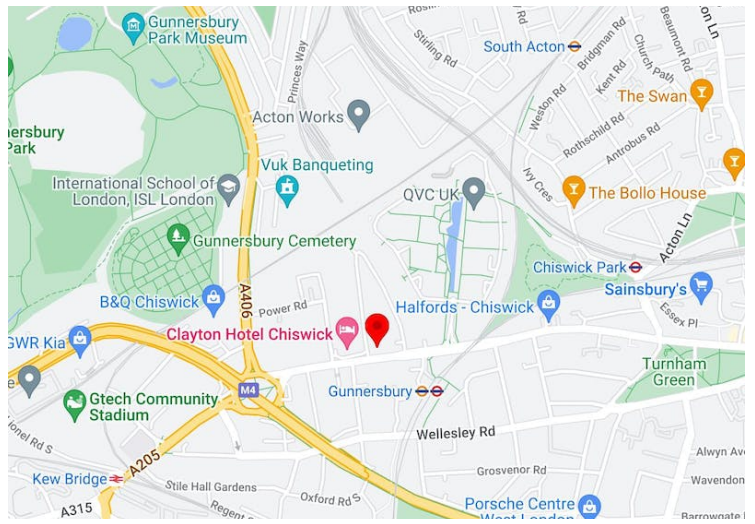 Gunnersbury
Park Museum
Princes Way
Stirling Rd
South Acton
Bridgman Rd
Beaumont Rd
Church Path
Acton Ln
Kent Rd
Weston Rd
The Swan
Acton Works
Rothschild Rd
Antrobus Rd
nersbury
Park
Vuk Banqueting
International School of
London, ISL London
QVC UK
Ivy Cres
The Bollo House
Gunnersbury Cemetery
Acton Ln
Chiswick Park
A406
B&Q Chiswick
Power Rd
Halfords - Chiswick
Sainsbury's
Essex Pl
GWR Kia
Clayton Hotel Chiswick
Turnham
Green
M4
Gunnersbury
Gtech Community
Stadium
Wellesley Rd
A205
Alwyn Ave
Kew Bridge
Stile Hall Gardens
Grosvenor Rd
Wavendon
Oxford Rd S
A315
Porsche Centre
West London
Barrowgate